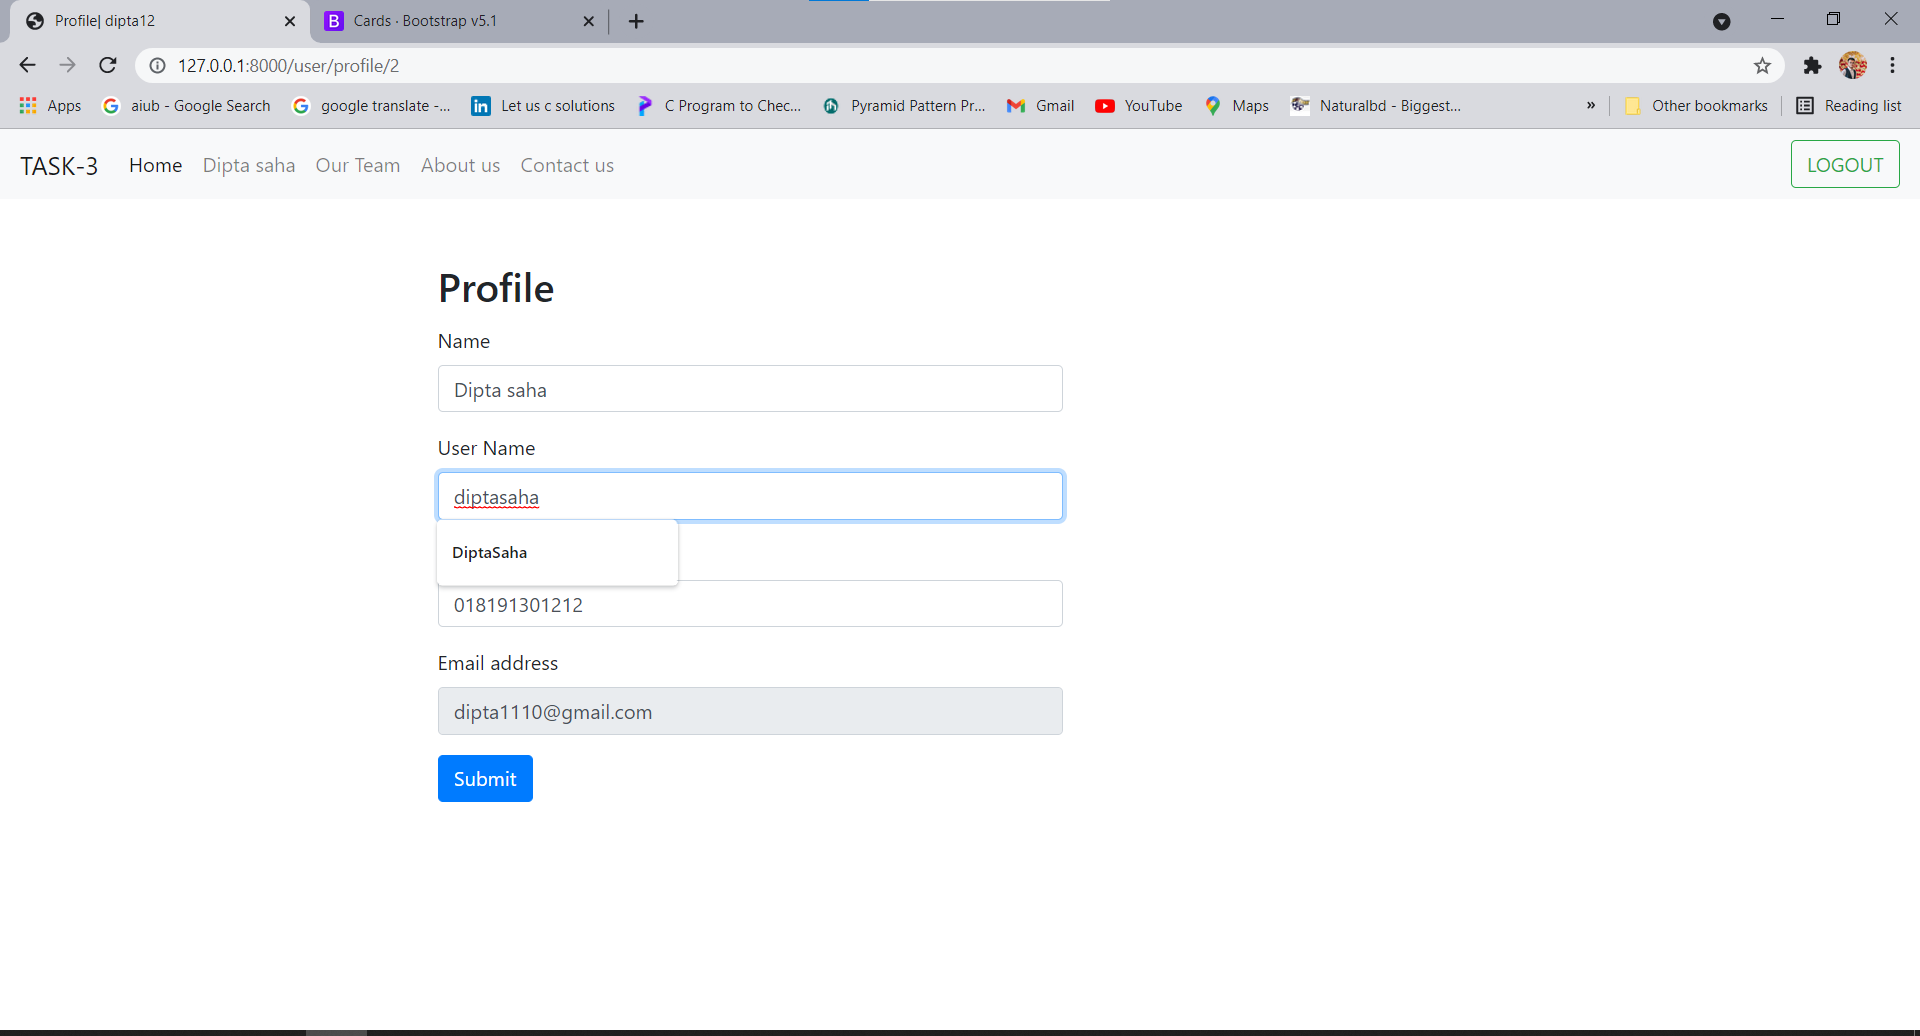 Profile| dipta12
B Cards · Bootstrap v5.1
127.0.0.1:8000/user/profile/2
Apps aiub - Google Search google translate -... in Let us c solutions C Program to Chec... Pyramid Pattern Pr... Gmail YouTube Maps Naturalbd - Biggest... » Other bookmarks Reading list
TASK-3 Home Dipta saha Our Team About us Contact us LOGOUT
Profile
Name
Dipta saha
User Name
diptasaha
DiptaSaha
018191301212
Email address
dipta1110@gmail.com
Submit